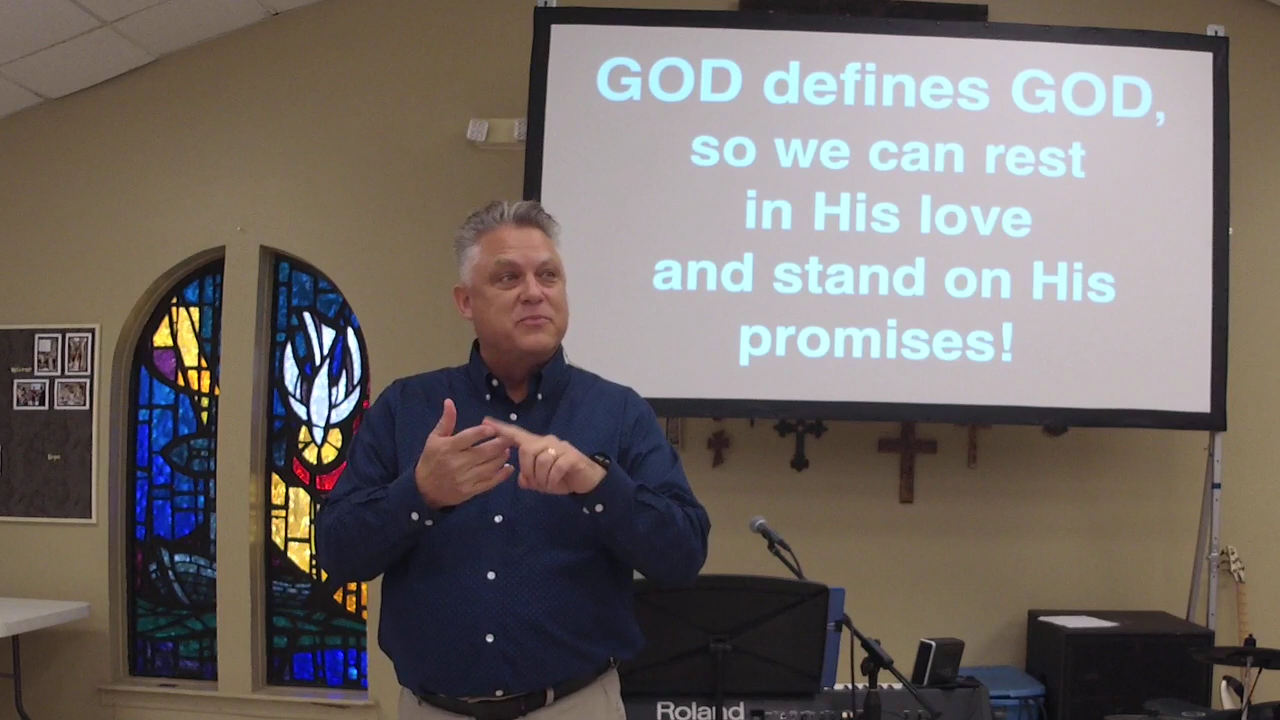 GOD defines GOD,
so we can rest
in His love
and stand on His
promises!
Roland